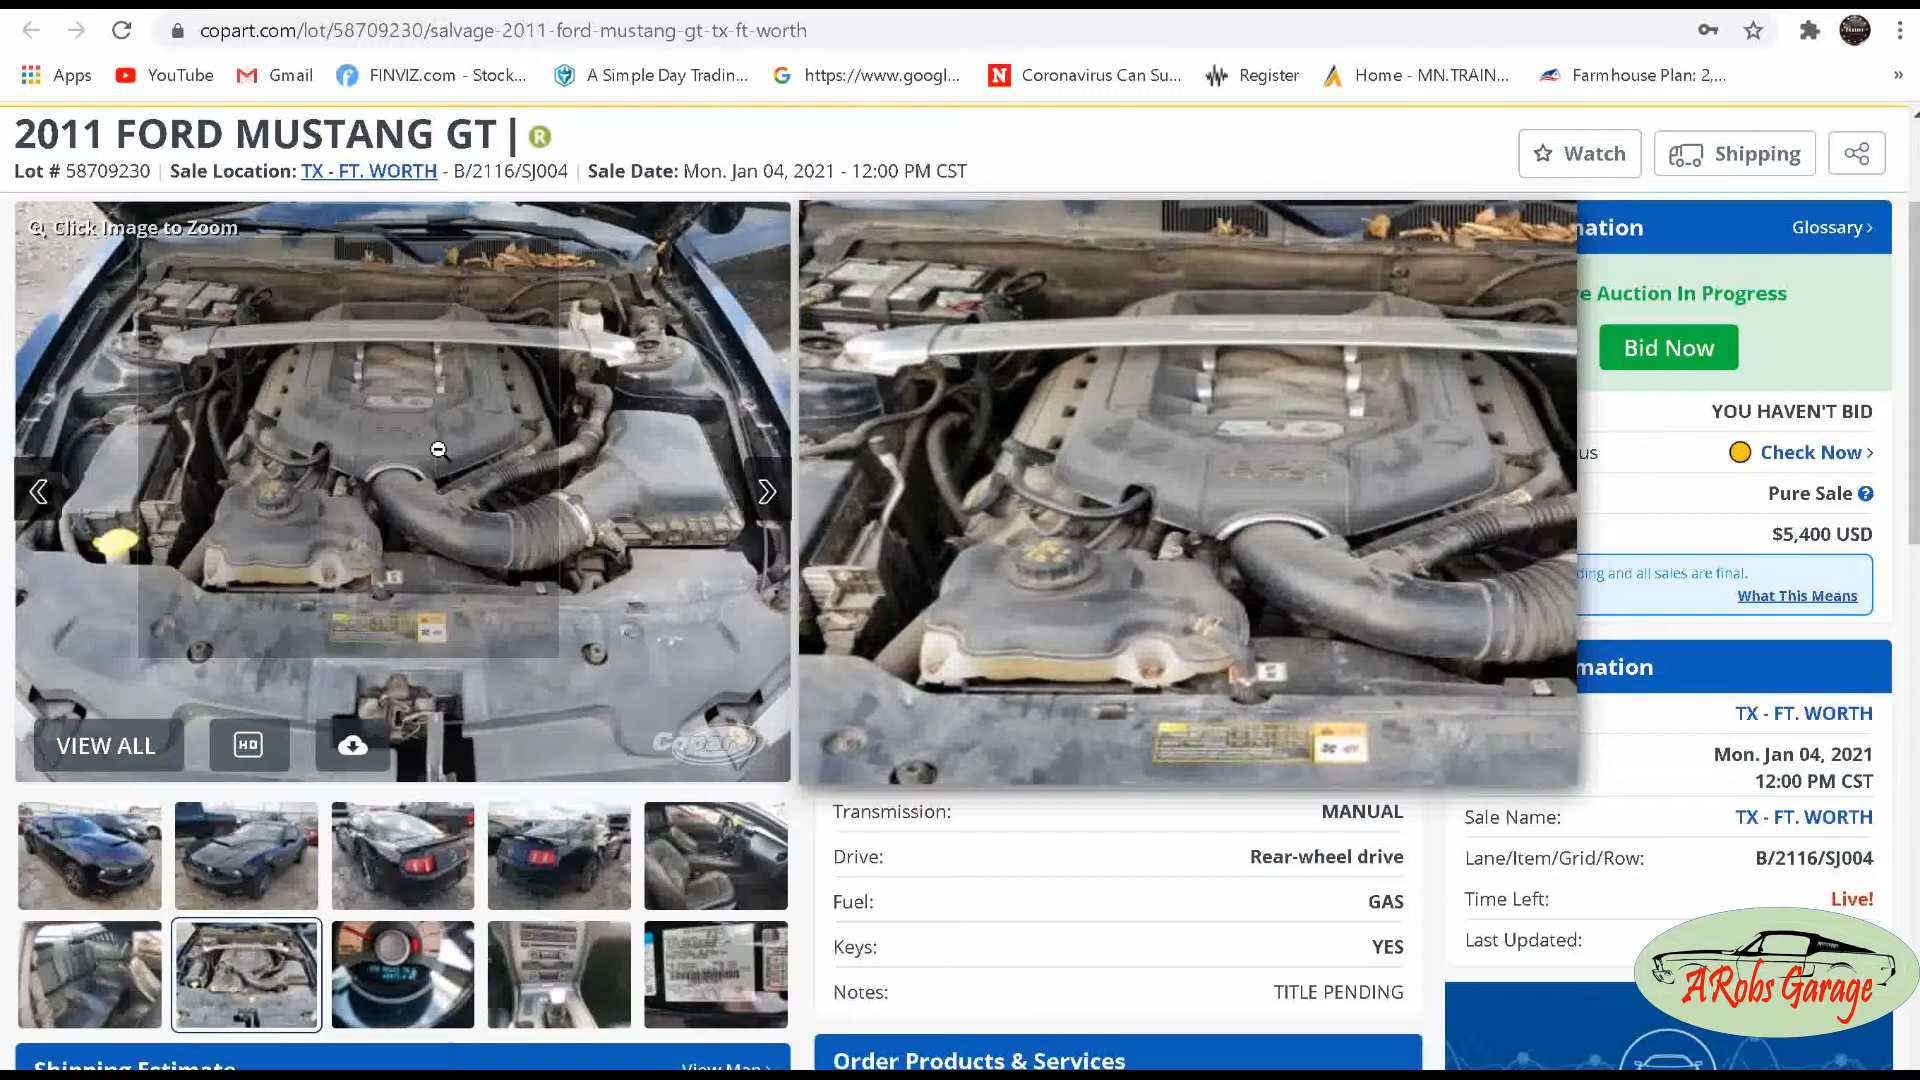 copart.com/lot/58709230/salvage-2011-ford-mustang-gt-tx-ft-worth
Apps YouTube Gmail FINVIZ.com - Stock... A Simple Day Tradin... https://www.googl... Coronavirus Can Su... Register Home - MN.TRAIN... Farmhouse Plan: 2,... »
2011 FORD MUSTANG GT | R
Watch Shipping
Lot # 58709230 | Sale Location: TX - FT. WORTH - B/2116/SJ004 | Sale Date: Mon. Jan 04, 2021 - 12:00 PM CST
Click Image to Zoom
mation Glossary
e Auction In Progress
Bid Now
YOU HAVEN'T BID
us Check Now
Pure Sale ?
$5,400 USD
ding and all sales are final.
What This Means
mation
TX - FT. WORTH
Mon. Jan 04, 2021
12:00 PM CST
VIEW ALL HD
Copart
Transmission: MANUAL
Drive: Rear-wheel drive
Fuel: GAS
Keys: YES
Notes: TITLE PENDING
Sale Name: TX - FT. WORTH
Lane/Item/Grid/Row: B/2116/SJ004
Time Left: Live!
Last Updated:
ARobs Garage
Shipping Estimate View Map
Order Products & Services